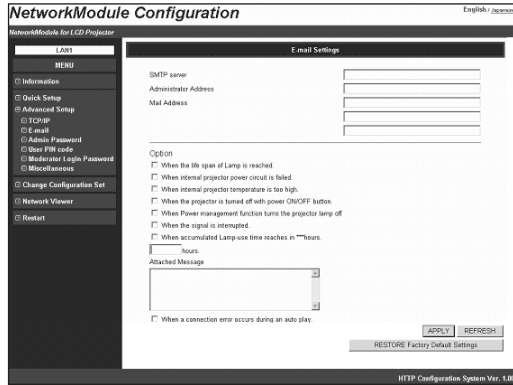 NetworkModule Configuration
English / Japanese
NetworkModule for LCD Projector
LAN1
MENU
Information
Quick Setup
Advanced Setup
TCP/IP
E-mail
Admin Password
User PIN code
Moderator Login Password
Miscellaneous
Change Configuration Set
Network Viewer
Restart
E-mail Settings
SMTP server
Administrator Address
Mail Address
Option
When the life span of Lamp is reached.
When internal projector power circuit is failed.
When internal projector temperature is too high.
When the projector is turned off with power ON/OFF button.
When Power management function turns the projector lamp off
When the signal is interrupted.
When accumulated Lamp-use time reaches in ***hours.
hours.
Attached Message
When a connection error occurs during an auto play.
APPLY
REFRESH
RESTORE Factory Default Settings
HTTP Configuration System Ver. 1.00